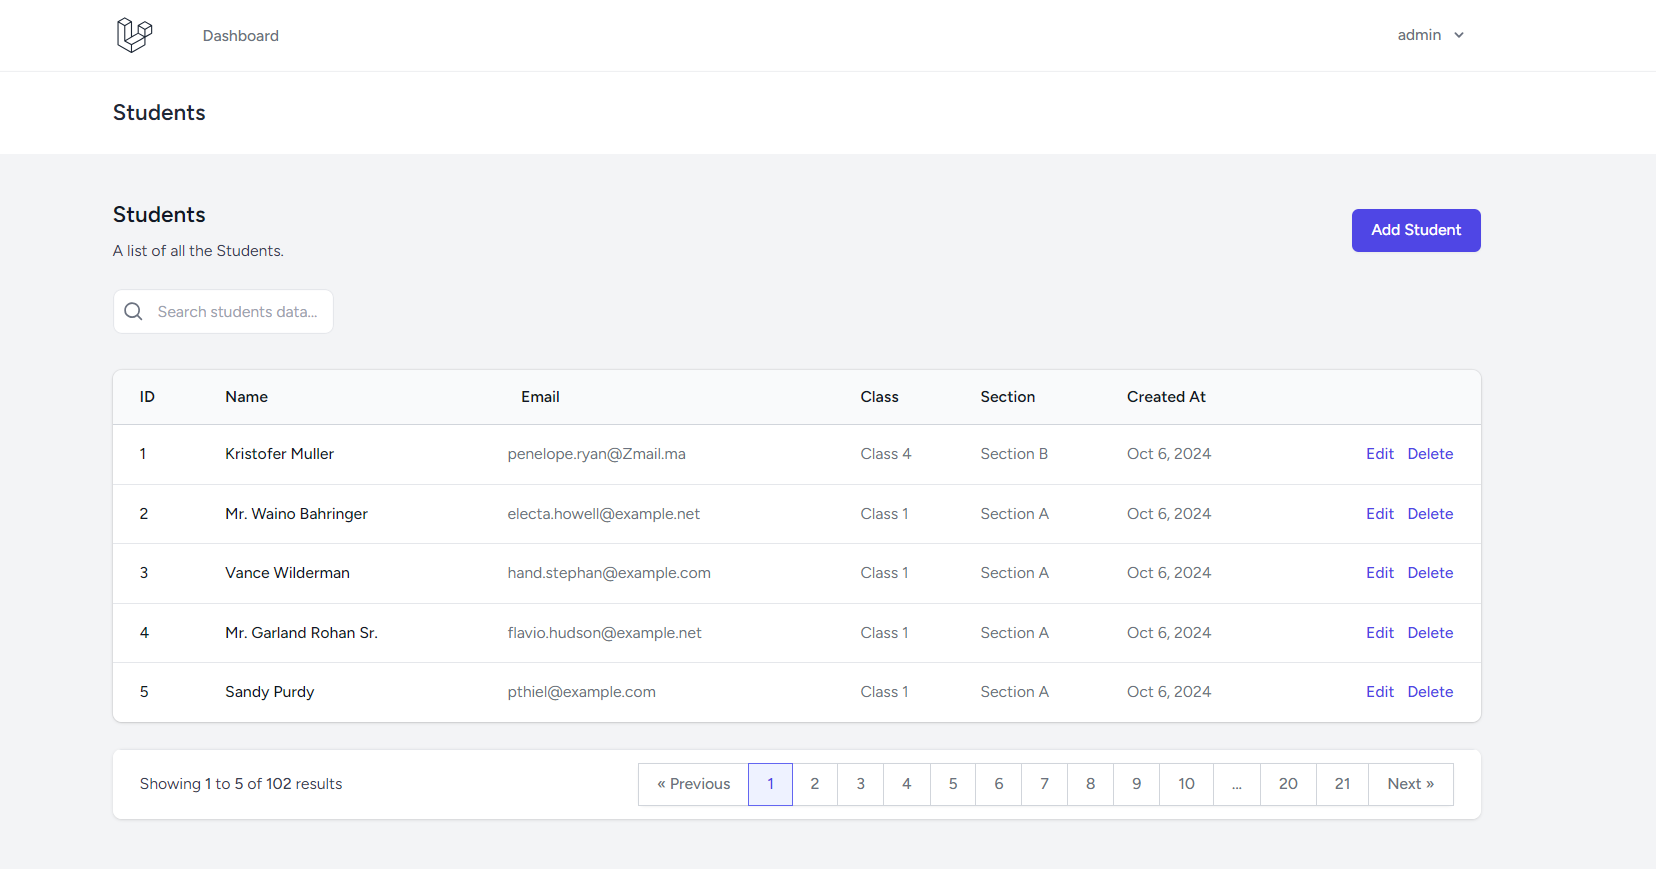 Dashboard
admin
Students
Students
A list of all the Students.
Add Student
Search students data...
ID Name Email Class Section Created At
1 Kristofer Muller penelope.ryan@Zmail.ma Class 4 Section B Oct 6, 2024 Edit Delete
2 Mr. Waino Bahringer electa.howell@example.net Class 1 Section A Oct 6, 2024 Edit Delete
3 Vance Wilderman hand.stephan@example.com Class 1 Section A Oct 6, 2024 Edit Delete
4 Mr. Garland Rohan Sr. flavio.hudson@example.net Class 1 Section A Oct 6, 2024 Edit Delete
5 Sandy Purdy pthiel@example.com Class 1 Section A Oct 6, 2024 Edit Delete
Showing 1 to 5 of 102 results « Previous 1 2 3 4 5 6 7 8 9 10 ... 20 21 Next »